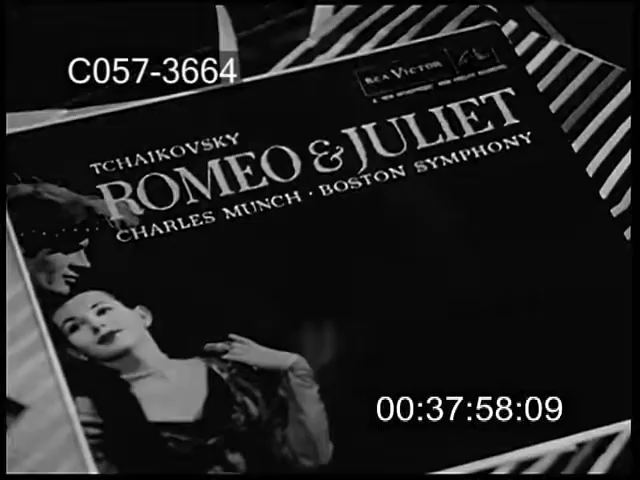 C057-3664
RCA VICTOR
TCHAIKOVSKY
ROMEO & JULIET
CHARLES MUNCH · BOSTON SYMPHONY
00:37:58:09